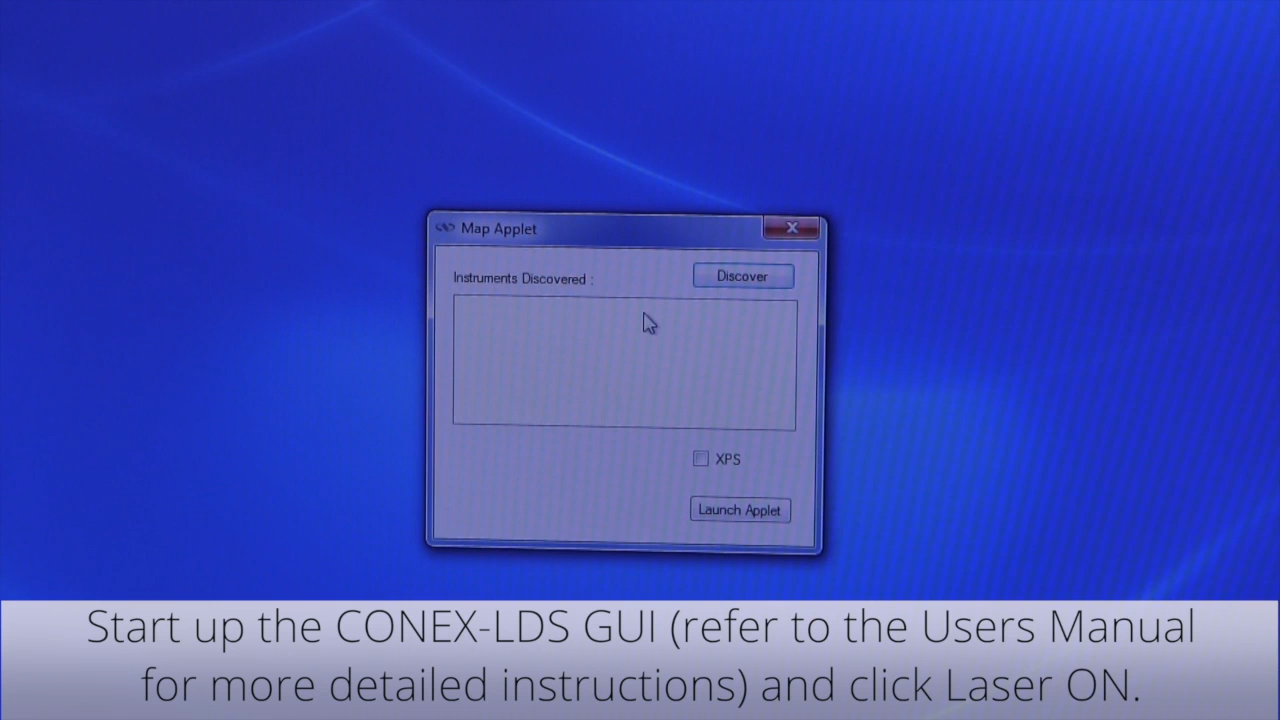 Map Applet
Instruments Discovered :
Discover
XPS
Launch Applet
Start up the CONEX-LDS GUI (refer to the Users Manual
for more detailed instructions) and click Laser ON.